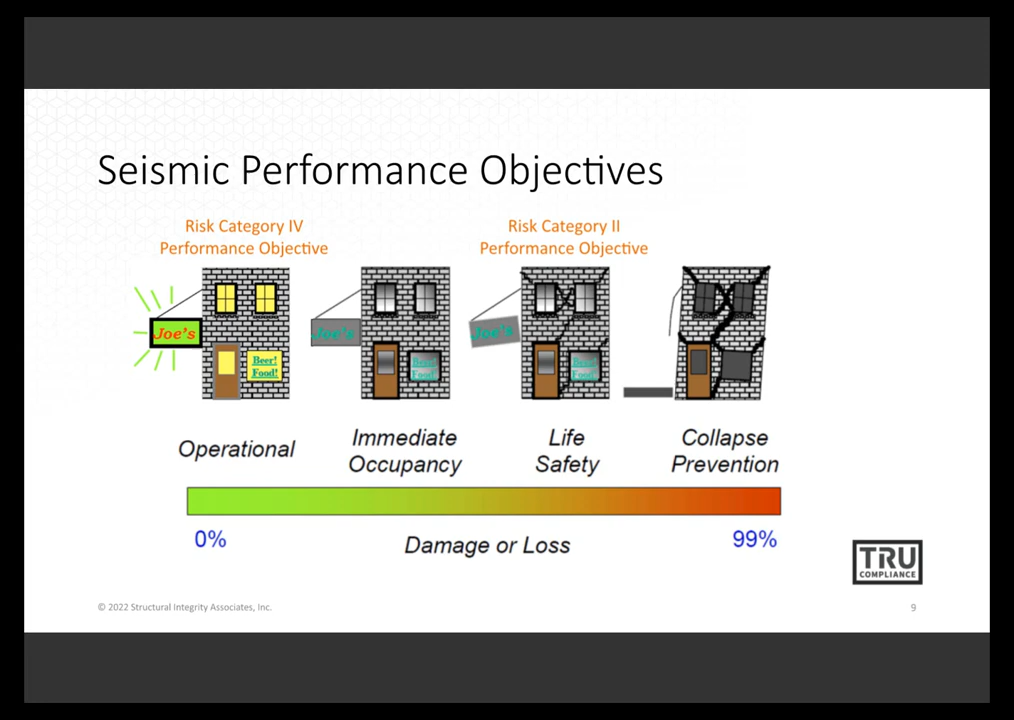 Seismic Performance Objectives
Risk Category IV
Performance Objective
Risk Category II
Performance Objective
Joe's
Beer!
Food!
Joe's
Beer!
Food!
Joe's
Beer!
Food!
Operational
Immediate
Occupancy
Life
Safety
Collapse
Prevention
0%
Damage or Loss
99%
TRU
COMPLIANCE
© 2022 Structural Integrity Associates, Inc.
9